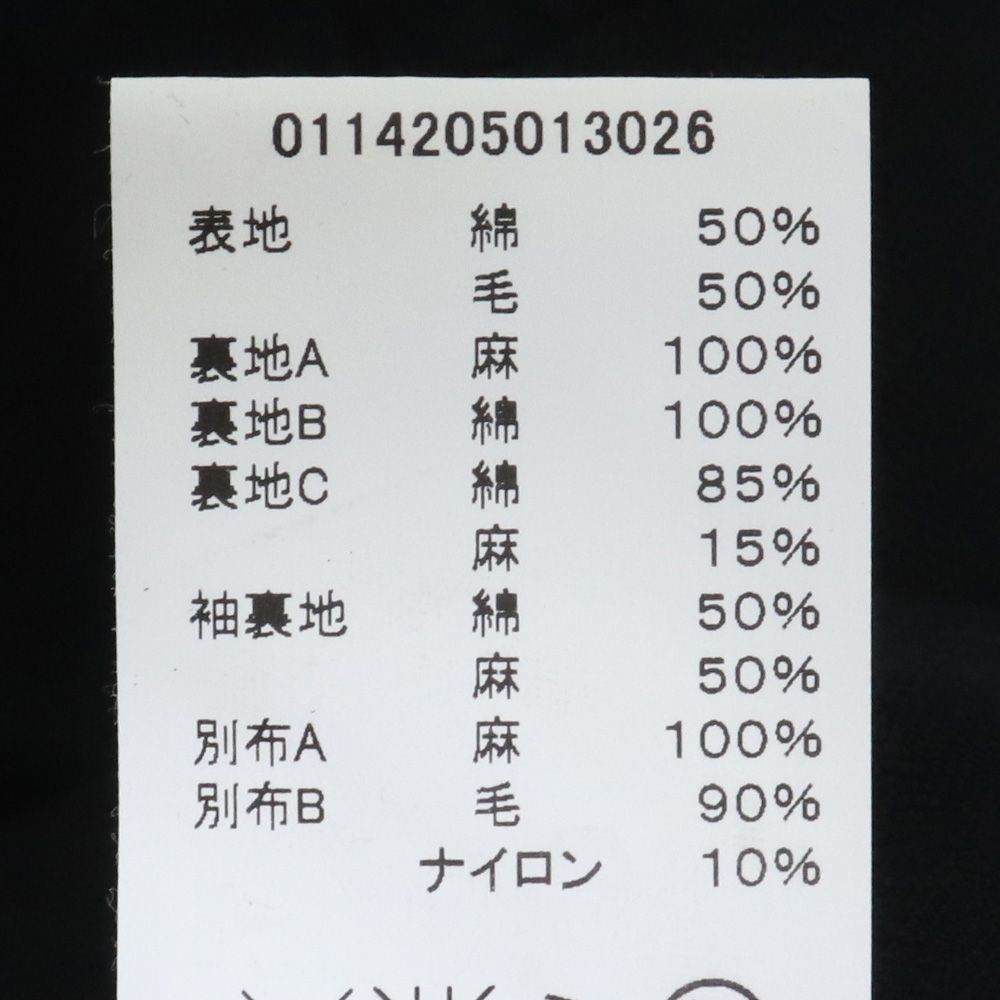 0114205013026
表地 綿 50%
毛 50%
裏地A 麻 100%
裏地B 綿 100%
裏地C 綿 85%
麻 15%
袖裏地 綿 50%
麻 50%
別布A 麻 100%
別布B 毛 90%
ナイロン 10%